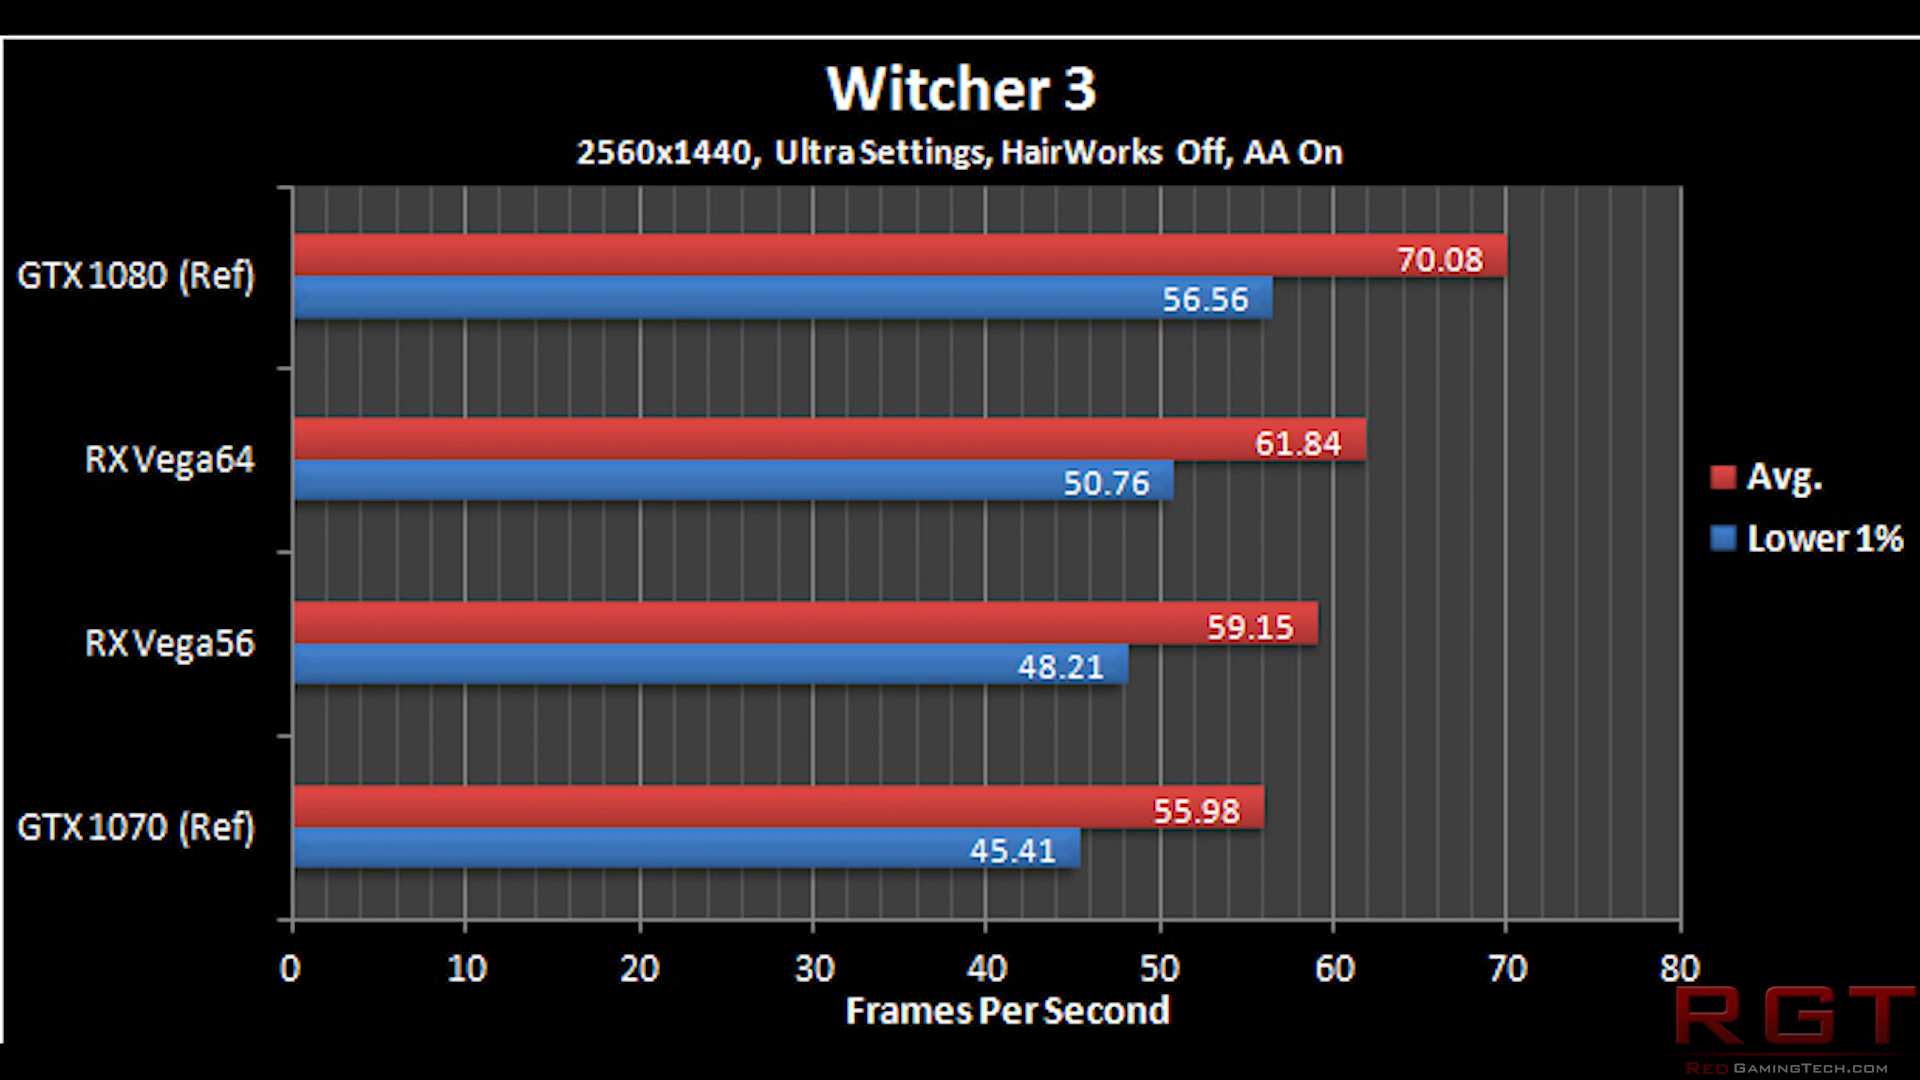 Witcher 3
2560x1440, Ultra Settings, HairWorks Off, AA On
GTX 1080 (Ref)
70.08
56.56
RX Vega64
61.84
50.76
RX Vega56
59.15
48.21
GTX 1070 (Ref)
55.98
45.41
Avg.
Lower 1%
0 10 20 30 40 50 60 70 80
Frames Per Second
RGT
RedGamingTech.com